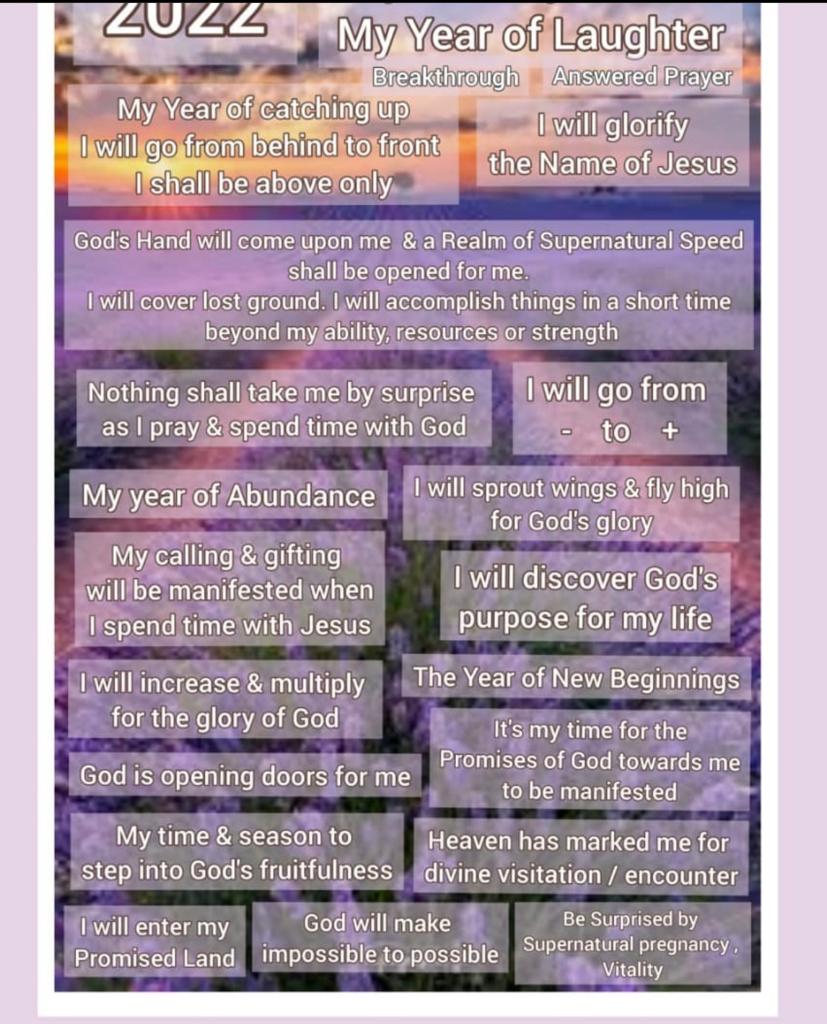 2022
My Year of Laughter
Breakthrough Answered Prayer
My Year of catching up
I will go from behind to front
I shall be above only
I will glorify
the Name of Jesus
God's Hand will come upon me & a Realm of Supernatural Speed
shall be opened for me.
I will cover lost ground. I will accomplish things in a short time
beyond my ability, resources or strength
Nothing shall take me by surprise
as I pray & spend time with God
I will go from
- to +
My year of Abundance
I will sprout wings & fly high
for God's glory
My calling & gifting
will be manifested when
I spend time with Jesus
I will discover God's
purpose for my life
I will increase & multiply
for the glory of God
The Year of New Beginnings
It's my time for the
Promises of God towards me
to be manifested
God is opening doors for me
My time & season to
step into God's fruitfulness
Heaven has marked me for
divine visitation / encounter
I will enter my
Promised Land
God will make
impossible to possible
Be Surprised by
Supernatural pregnancy,
Vitality